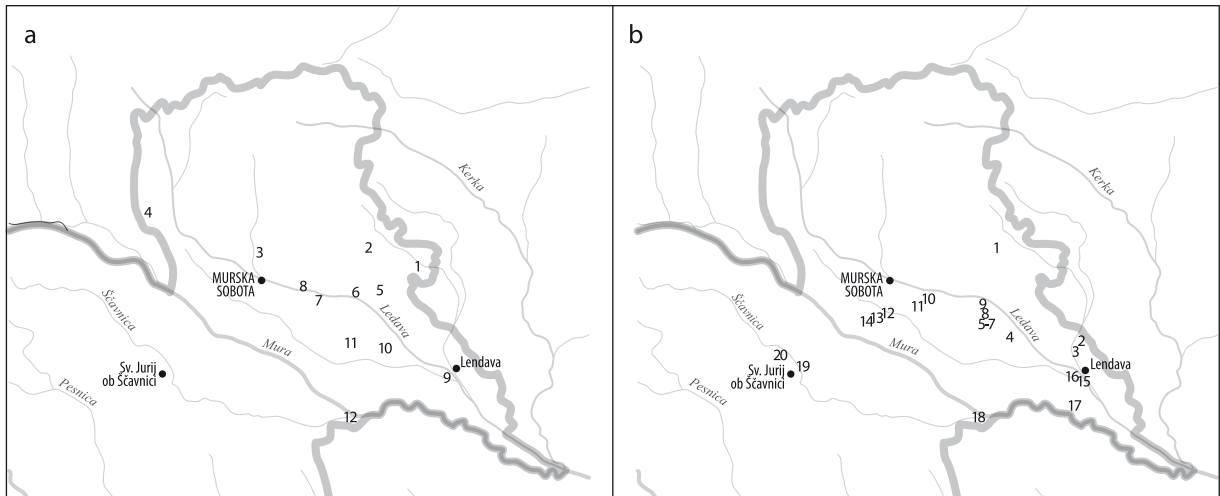 a
Kerka
4
3
2
1
MURSKA
SOBOTA
8
7
6
5
Ledava
Ščavnica
Mura
11
10
Lendava
9
Sv. Jurij
ob Ščavnici
Pesnica
12
b
Kerka
1
MURSKA
SOBOTA
11
10
9
8
5-7
14
13
12
Ledava
4
Ščavnica
Mura
2
3
Lendava
16
15
20
19
Sv. Jurij
ob Ščavnici
Pesnica
17
18